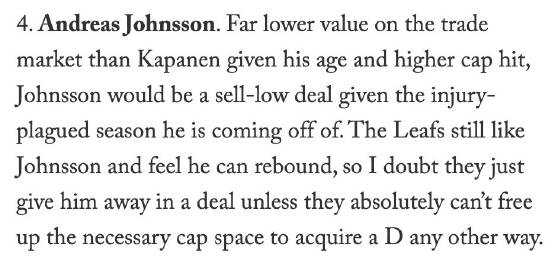 4. Andreas Johnsson. Far lower value on the trade
market than Kapanen given his age and higher cap hit,
Johnsson would be a sell-low deal given the injury-
plagued season he is coming off of. The Leafs still like
Johnsson and feel he can rebound, so I doubt they just
give him away in a deal unless they absolutely can’t free
up the necessary cap space to acquire a D any other way.